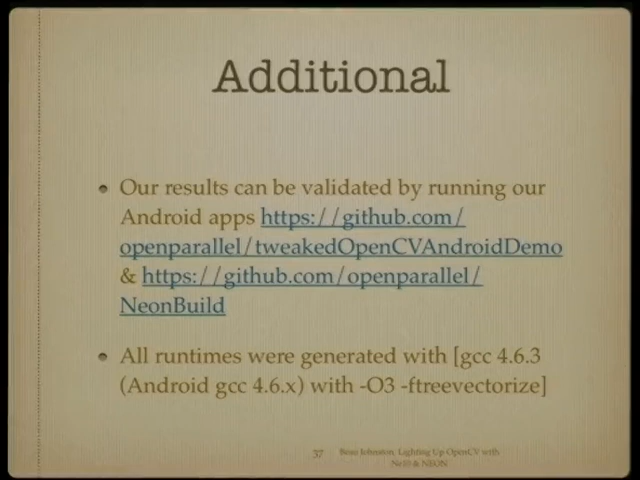 Additional
Our results can be validated by running our
Android apps https://github.com/
openparallel/tweakedOpenCVAndroidDemo
& https://github.com/openparallel/
NeonBuild
All runtimes were generated with [gcc 4.6.3
(Android gcc 4.6.x) with -O3 -ftreevectorize]
37
Beau Johnston, Lighting Up OpenCV with
Ne10 & NEON